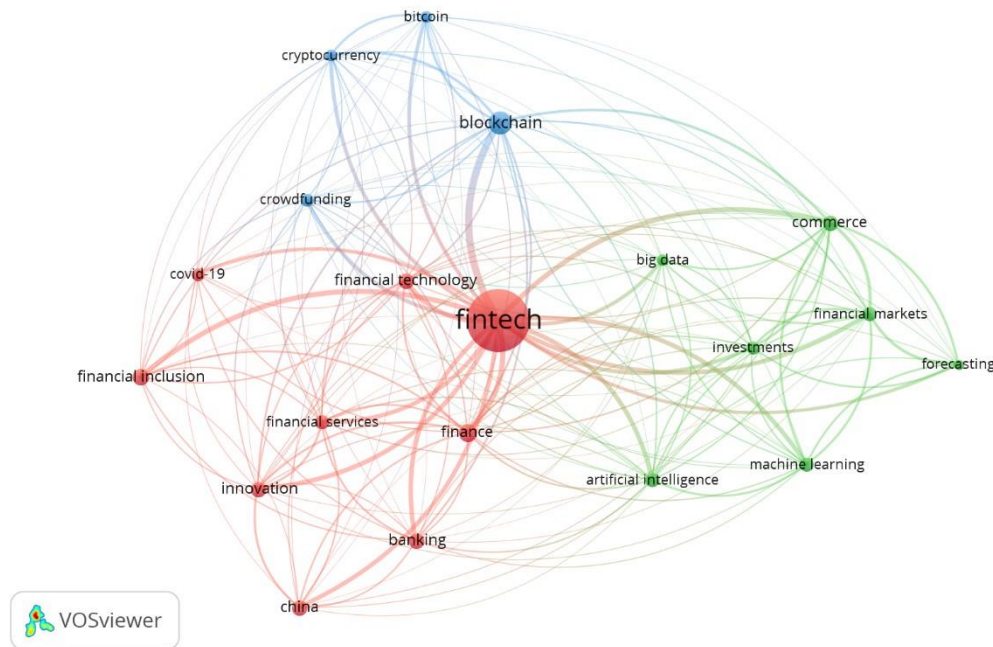 bitcoin
cryptocurrency
blockchain
crowdfunding
commerce
big data
covid-19
financial technology
fintech
financial markets
investments
forecasting
financial inclusion
financial services
finance
machine learning
artificial intelligence
innovation
banking
china
VOSviewer